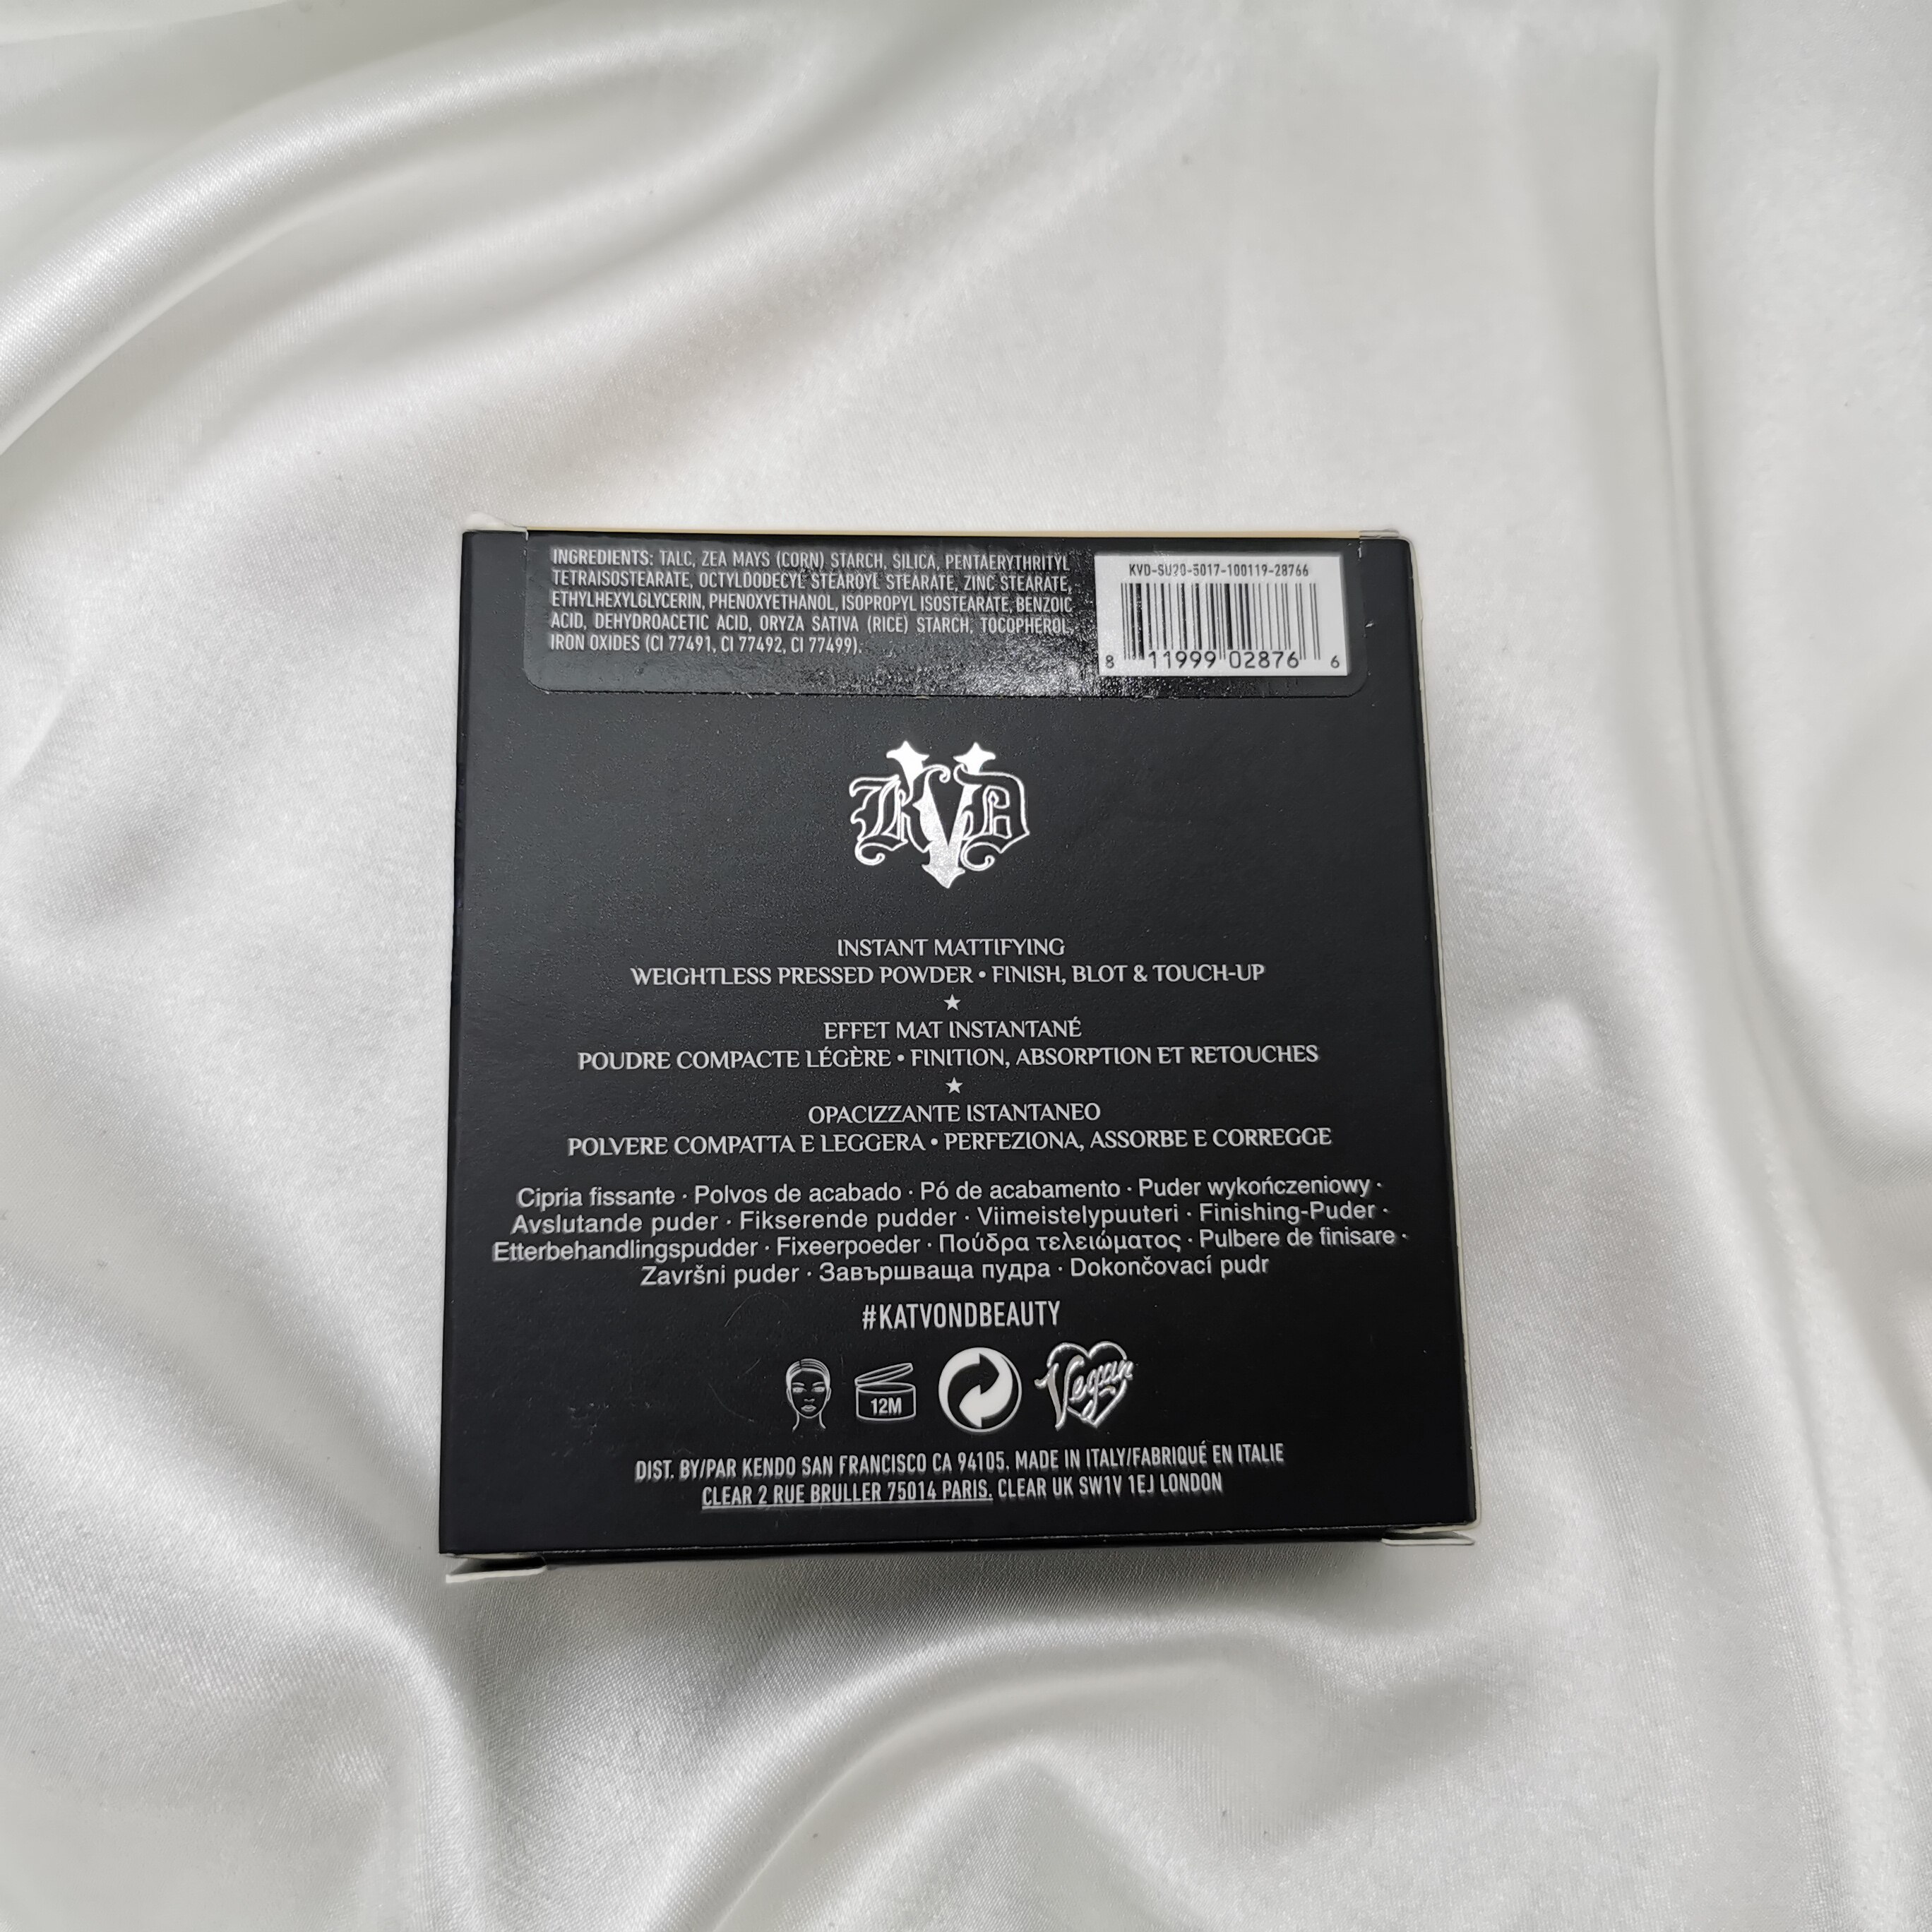 INGREDIENTS: TALC, ZEA MAYS (CORN) STARCH, SILICA, PENTAERYTHRITYL
TETRAISOSTEARATE, OCTYLDODECYL STEAROYL STEARATE, ZINC STEARATE,
ETHYLHEXYLGLYCERIN, PHENOXYETHANOL, ISOPROPYL ISOSTEARATE, BENZOIC
ACID, DEHYDROACETIC ACID, ORYZA SATIVA (RICE) STARCH, TOCOPHEROL,
IRON OXIDES (CI 77491, CI 77492, CI 77499).
KVD-SU20-5017-100119-28766
8 11999 02876 6
KVD
INSTANT MATTIFYING
WEIGHTLESS PRESSED POWDER • FINISH, BLOT & TOUCH-UP
★
EFFET MAT INSTANTANÉ
POUDRE COMPACTE LÉGÈRE • FINITION, ABSORPTION ET RETOUCHES
★
OPACIZZANTE ISTANTANEO
POLVERE COMPATTA E LEGGERA • PERFEZIONA, ASSORBE E CORREGGE
Cipria fissante · Polvos de acabado · Pó de acabamento · Puder wykończeniowy ·
Avslutande puder · Fikserende pudder · Viimeistelypuuteri · Finishing-Puder ·
Etterbehandlingspudder · Fixeerpoeder · Πούδρα τελειώματος · Pulbere de finisare ·
Završni puder · Завършваща пудра · Dokončovací pudr
#KATVONDBEAUTY
12M
Vegan
DIST. BY/PAR KENDO SAN FRANCISCO CA 94105. MADE IN ITALY/FABRIQUÉ EN ITALIE
CLEAR 2 RUE BRULLER 75014 PARIS. CLEAR UK SW1V 1EJ LONDON